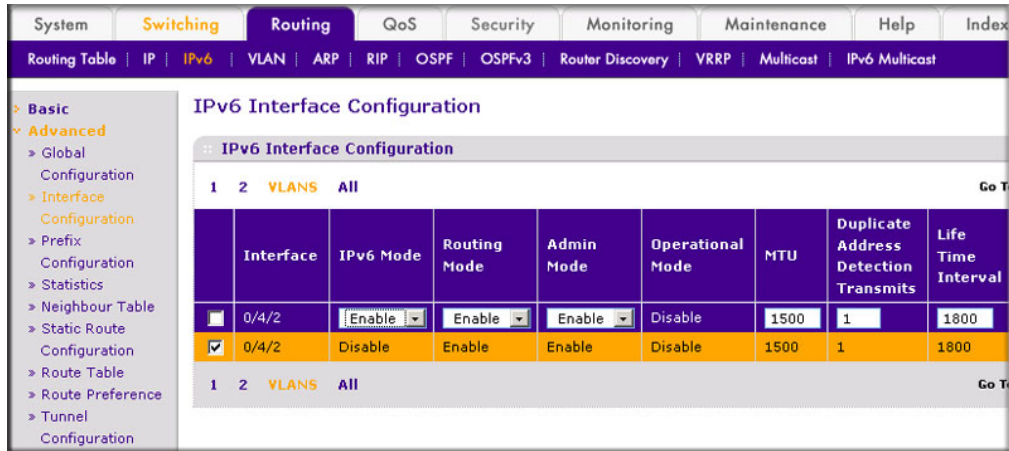 System Switching Routing QoS Security Monitoring Maintenance Help Index
Routing Table | IP | IPv6 | VLAN | ARP | RIP | OSPF | OSPFv3 | Router Discovery | VRRP | Multicast | IPv6 Multicast
Basic
Advanced
» Global
Configuration
» Interface
Configuration
» Prefix
Configuration
» Statistics
» Neighbour Table
» Static Route
Configuration
» Route Table
» Route Preference
» Tunnel
Configuration
IPv6 Interface Configuration
IPv6 Interface Configuration
1 2 VLANS All Go T
Interface IPv6 Mode Routing Mode Admin Mode Operational Mode MTU Duplicate Address Detection Transmits Life Time Interval
0/4/2 Enable Enable Enable Disable 1500 1 1800
0/4/2 Disable Enable Enable Disable 1500 1 1800
1 2 VLANS All Go T